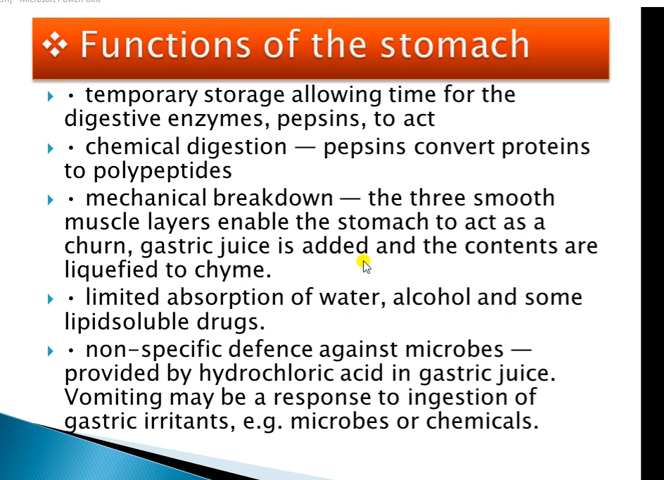 ❖ Functions of the stomach
• temporary storage allowing time for the
digestive enzymes, pepsins, to act
• chemical digestion — pepsins convert proteins
to polypeptides
• mechanical breakdown — the three smooth
muscle layers enable the stomach to act as a
churn, gastric juice is added and the contents are
liquefied to chyme.
• limited absorption of water, alcohol and some
lipidsoluble drugs.
• non-specific defence against microbes —
provided by hydrochloric acid in gastric juice.
Vomiting may be a response to ingestion of
gastric irritants, e.g. microbes or chemicals.